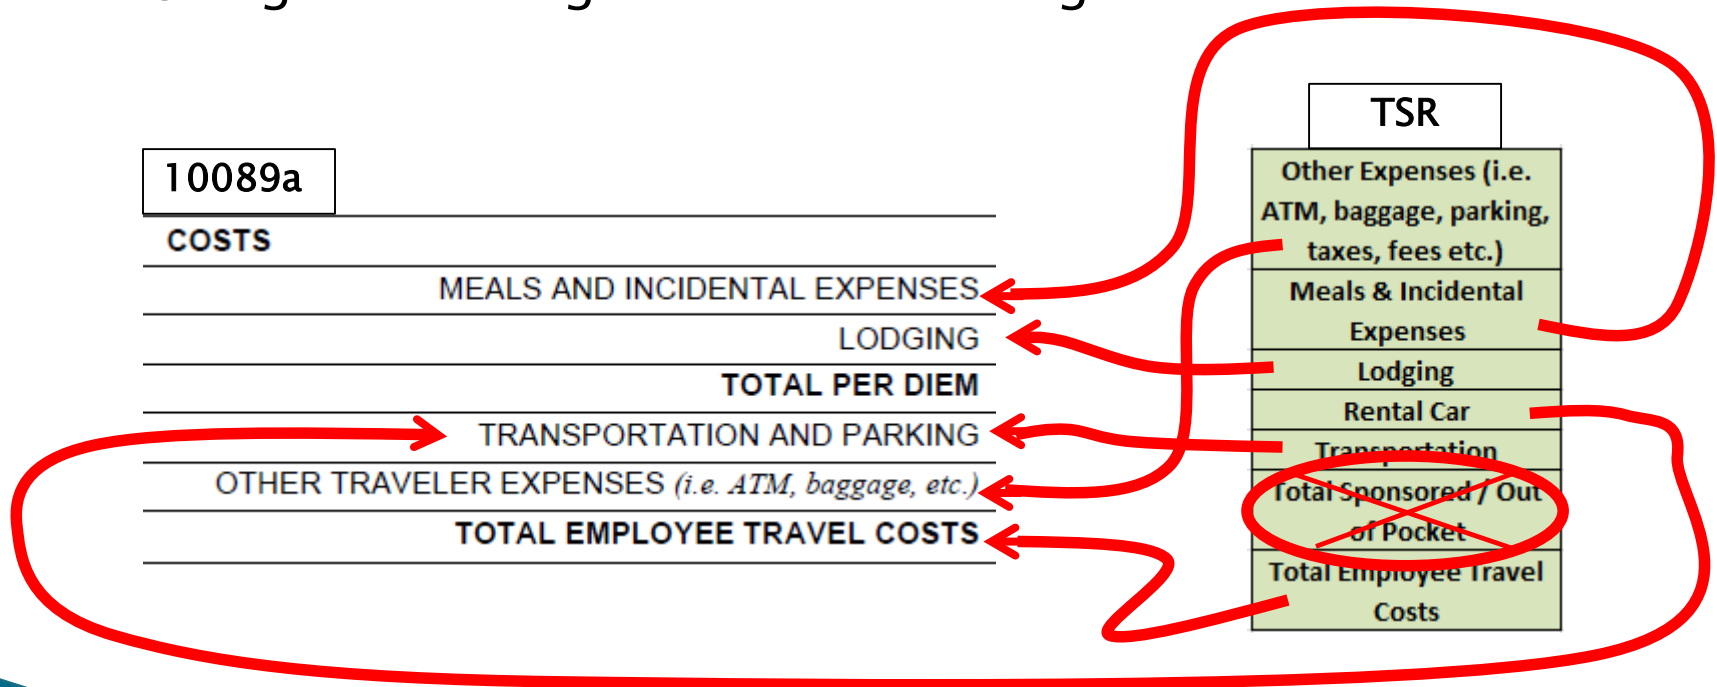 10089a
COSTS
MEALS AND INCIDENTAL EXPENSES
LODGING
TOTAL PER DIEM
TRANSPORTATION AND PARKING
OTHER TRAVELER EXPENSES (i.e. ATM, baggage, etc.)
TOTAL EMPLOYEE TRAVEL COSTS
TSR
Other Expenses (i.e.
ATM, baggage, parking,
taxes, fees etc.)
Meals & Incidental
Expenses
Lodging
Rental Car
Transportation
Total Sponsored / Out
of Pocket
Total Employee Travel
Costs